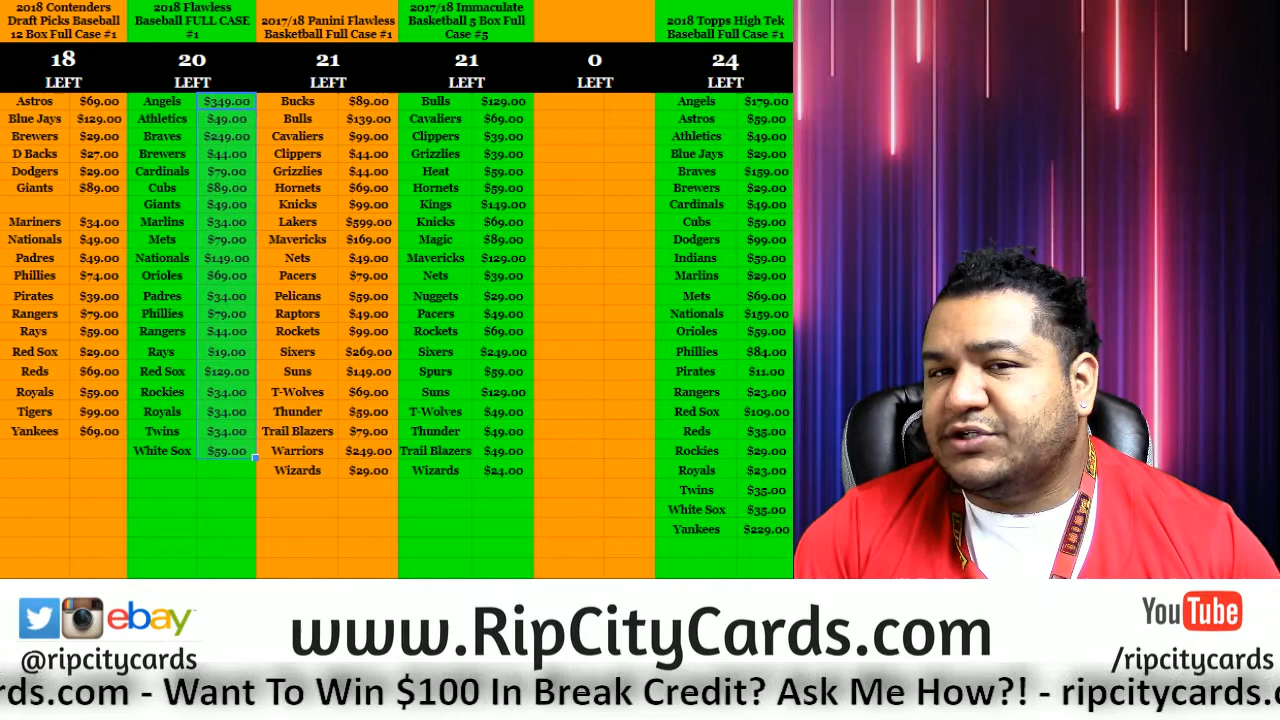 2018 Contenders
Draft Picks Baseball
12 Box Full Case #1
18
LEFT
Astros $69.00
Blue Jays $129.00
Brewers $29.00
D Backs $27.00
Dodgers $29.00
Giants $89.00
Mariners $34.00
Nationals $49.00
Padres $49.00
Phillies $74.00
Pirates $39.00
Rangers $79.00
Rays $59.00
Red Sox $29.00
Reds $69.00
Royals $59.00
Tigers $99.00
Yankees $69.00
2018 Flawless
Baseball FULL CASE
#1
20
LEFT
Angels $349.00
Athletics $49.00
Braves $249.00
Brewers $44.00
Cardinals $79.00
Cubs $89.00
Giants $49.00
Marlins $34.00
Mets $79.00
Nationals $149.00
Orioles $69.00
Padres $34.00
Phillies $79.00
Rangers $44.00
Rays $19.00
Red Sox $129.00
Rockies $34.00
Royals $34.00
Twins $34.00
White Sox $59.00
2017/18 Panini Flawless
Basketball Full Case #1
21
LEFT
Bucks $89.00
Bulls $139.00
Cavaliers $99.00
Clippers $44.00
Grizzlies $44.00
Hornets $69.00
Knicks $99.00
Lakers $599.00
Mavericks $169.00
Nets $49.00
Pacers $79.00
Pelicans $59.00
Raptors $49.00
Rockets $99.00
Sixers $269.00
Suns $149.00
T-Wolves $69.00
Thunder $59.00
Trail Blazers $79.00
Warriors $249.00
Wizards $29.00
2017/18 Immaculate
Basketball 5 Box Full
Case #5
21
LEFT
Bulls $129.00
Cavaliers $69.00
Clippers $39.00
Grizzlies $39.00
Heat $59.00
Hornets $59.00
Kings $149.00
Knicks $69.00
Magic $89.00
Mavericks $129.00
Nets $39.00
Nuggets $29.00
Pacers $49.00
Rockets $69.00
Sixers $249.00
Spurs $59.00
Suns $129.00
T-Wolves $49.00
Thunder $49.00
Trail Blazers $49.00
Wizards $24.00
0
LEFT
2018 Topps High Tek
Baseball Full Case #1
24
LEFT
Angels $179.00
Astros $59.00
Athletics $49.00
Blue Jays $29.00
Braves $159.00
Brewers $29.00
Cardinals $49.00
Cubs $59.00
Dodgers $99.00
Indians $59.00
Marlins $29.00
Mets $69.00
Nationals $159.00
Orioles $59.00
Phillies $84.00
Pirates $11.00
Rangers $23.00
Red Sox $109.00
Reds $35.00
Rockies $29.00
Royals $23.00
Twins $35.00
White Sox $35.00
Yankees $229.00
ebay
@ripcitycards
www.RipCityCards.com
YouTube
/ripcitycards
rds.com - Want To Win $100 In Break Credit? Ask Me How?! - ripcitycards.c